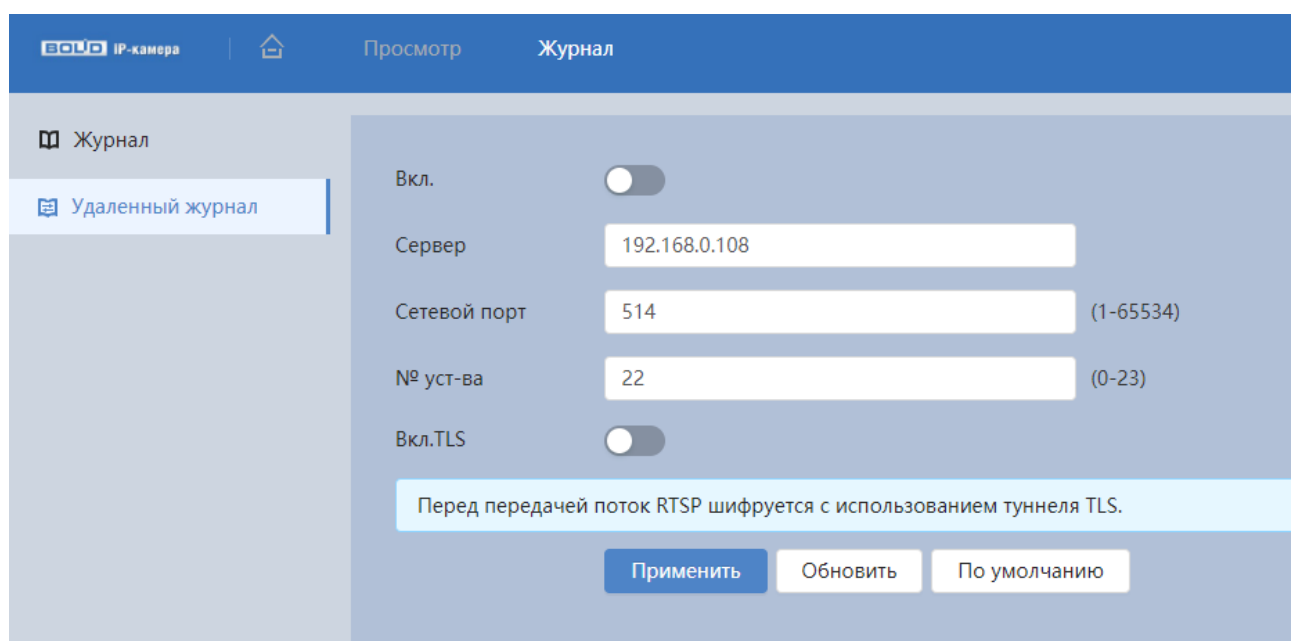 BOLID IP-камера Просмотр Журнал
Журнал
Удаленный журнал
Вкл.
Сервер 192.168.0.108
Сетевой порт 514 (1-65534)
№ уст-ва 22 (0-23)
Вкл.TLS
Перед передачей поток RTSP шифруется с использованием туннеля TLS.
Применить Обновить По умолчанию